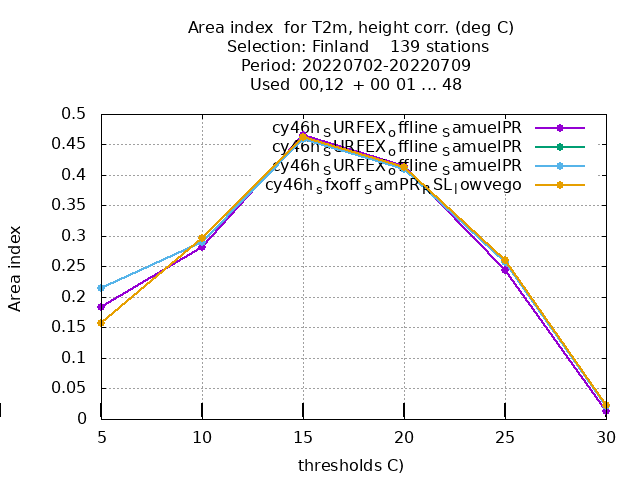 Area index  for T2m, height corr. (deg C)
Selection: Finland    139 stations
Period: 20220702-20220709
Used  00,12  + 00 01 ... 48
0.5
0.45
0.4
0.35
0.3
0.25
0.2
0.15
0.1
0.05
0
Area index
cy46h_SURFEX_offline_SamuelPR
cy46h_SURFEX_offline_SamuelPR
cy46h_SURFEX_offline_SamuelPR
cy46h_sfxoff_SamPR_RSL_lowvego
5 10 15 20 25 30
thresholds C)